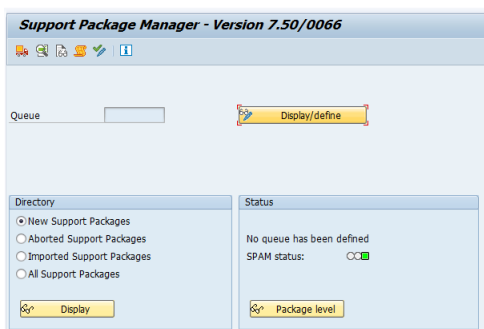 Support Package Manager - Version 7.50/0066
Queue
Display/define
Directory
New Support Packages
Aborted Support Packages
Imported Support Packages
All Support Packages
Display
Status
No queue has been defined
SPAM status:
Package level